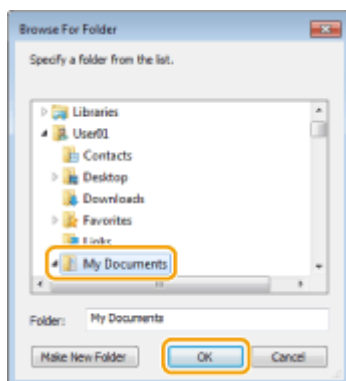 Browse For Folder
Specify a folder from the list.
Libraries
User01
Contacts
Desktop
Downloads
Favorites
Links
My Documents
Folder: My Documents
Make New Folder OK Cancel